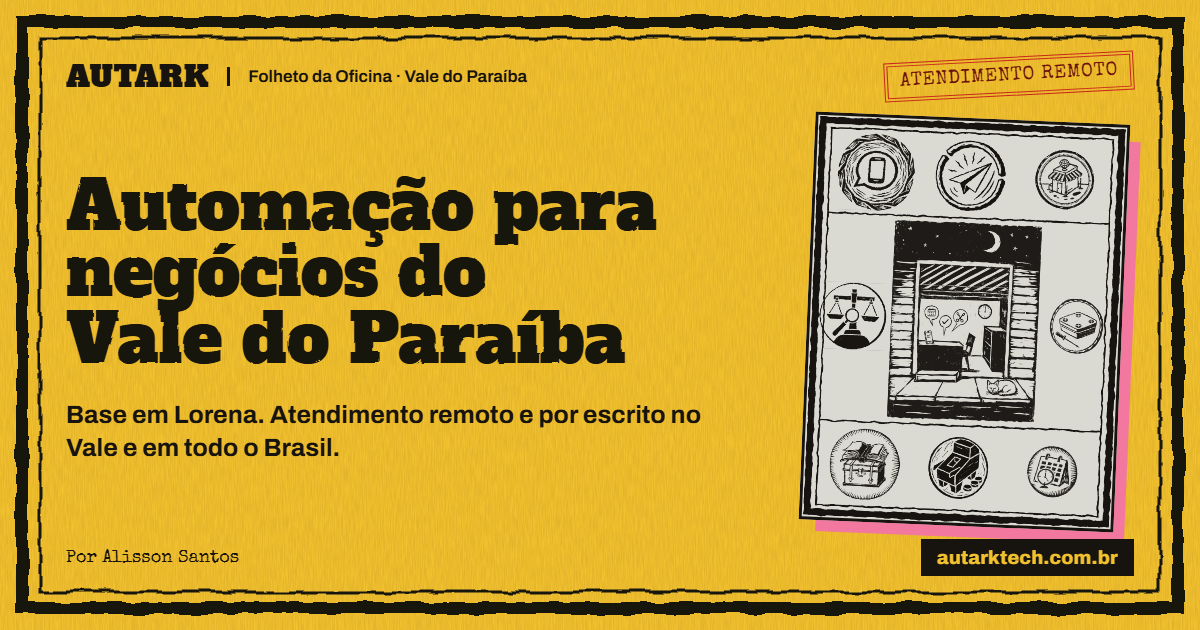 AUTARK
Folheto da Oficina · Vale do Paraíba
ATENDIMENTO REMOTO
Automação para
negócios do
Vale do Paraíba
Base em Lorena. Atendimento remoto e por escrito no
Vale e em todo o Brasil.
Por Alisson Santos
autarktech.com.br